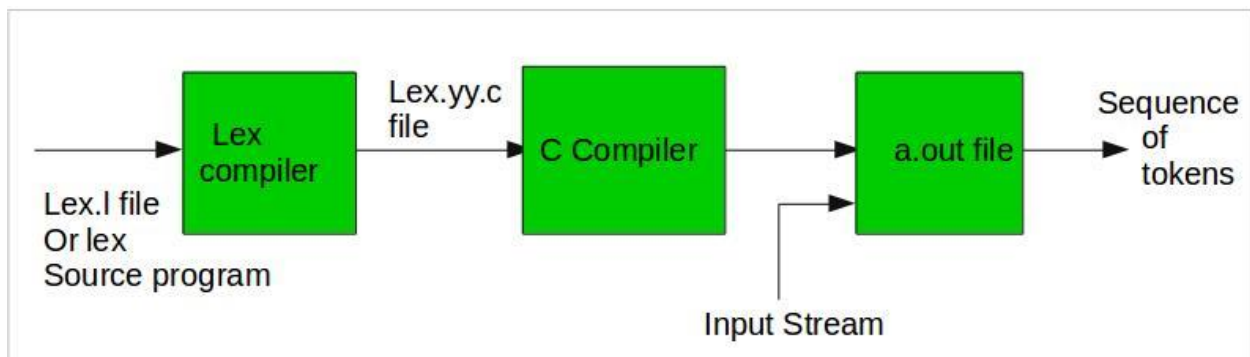 Lex.l file
Or lex
Source program
Lex
compiler
Lex.yy.c
file
C Compiler
a.out file
Input Stream
Sequence
of
tokens